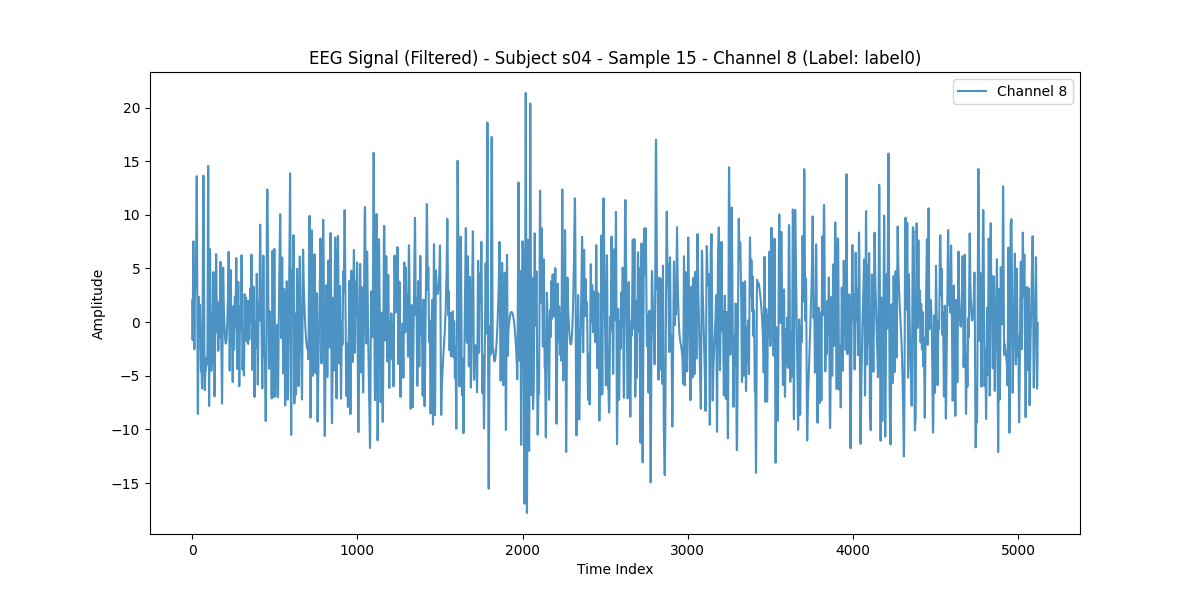 EEG Signal (Filtered) - Subject s04 - Sample 15 - Channel 8 (Label: label0)
Channel 8
20
15
10
5
0
−5
−10
−15
Amplitude
0 1000 2000 3000 4000 5000
Time Index